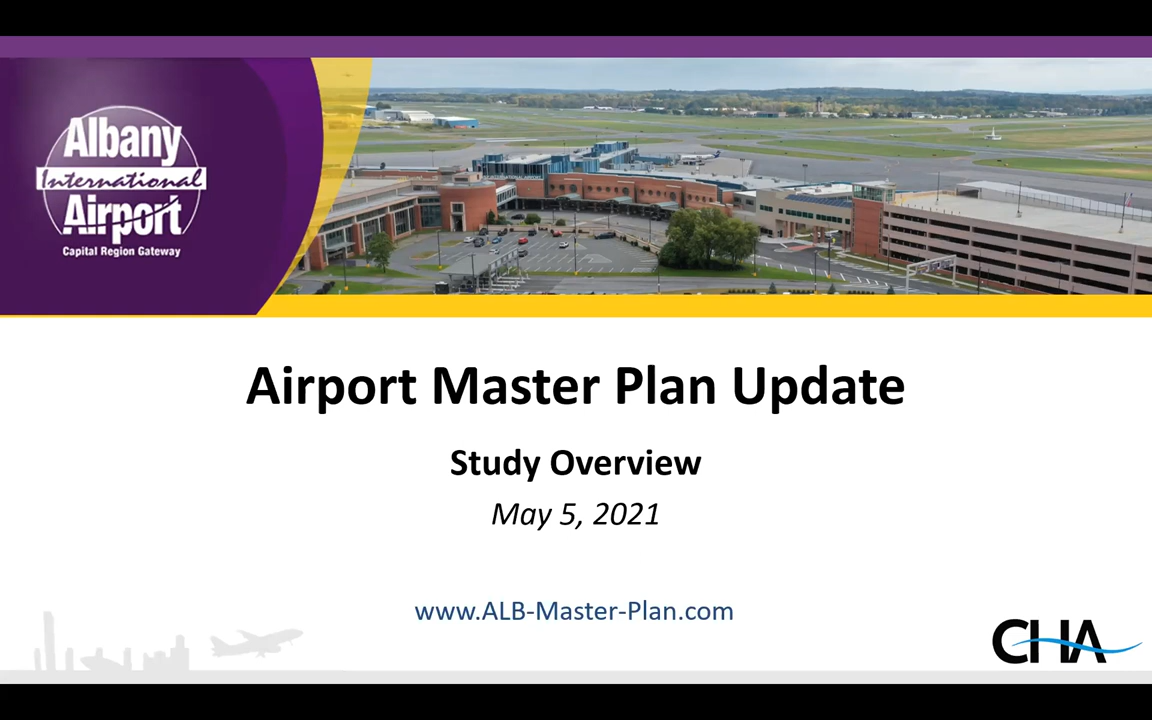 Albany
International
Airport
Capital Region Gateway
Airport Master Plan Update
Study Overview
May 5, 2021
www.ALB-Master-Plan.com
CHA